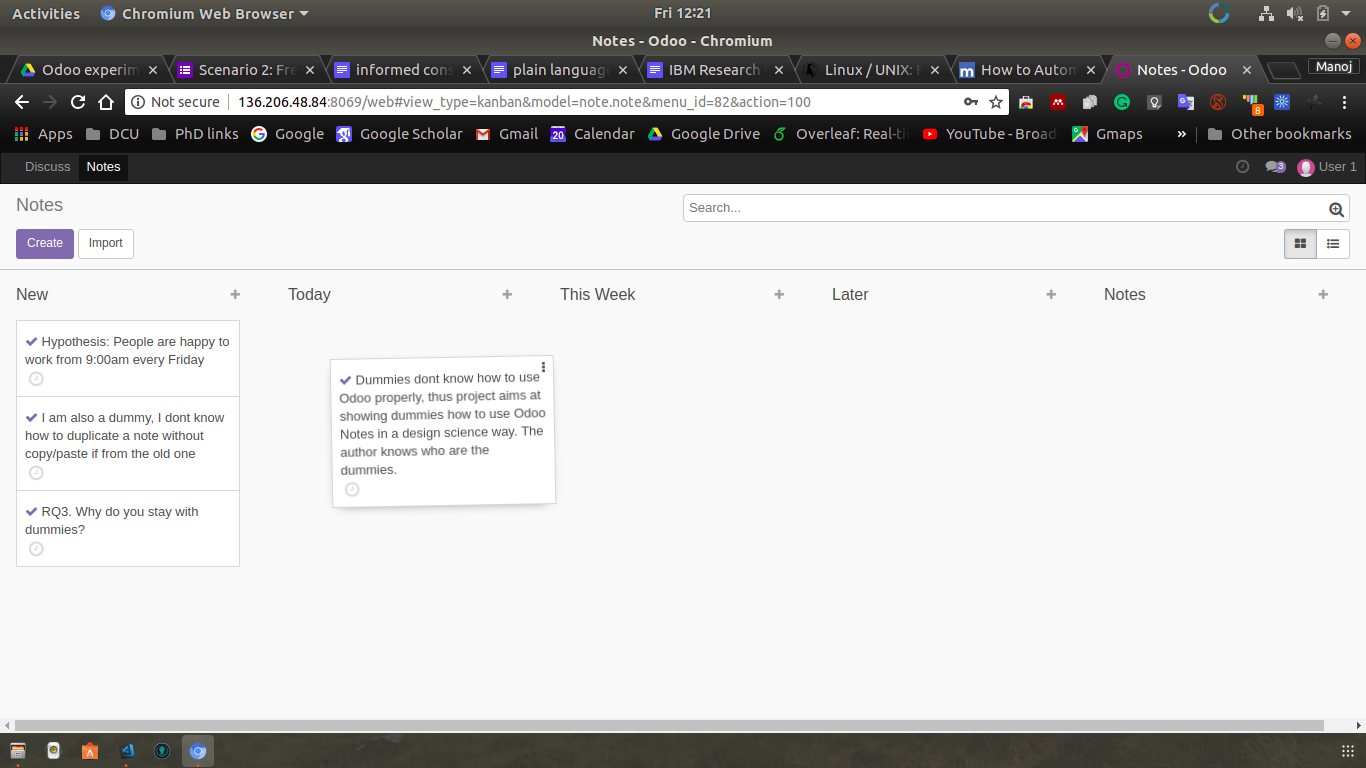 Activities Chromium Web Browser Fri 12:21
Notes - Odoo - Chromium
Odoo experim Scenario 2: Fre informed cons plain language IBM Research Linux / UNIX: E How to Autom Notes - Odoo Manoj
Not secure 136.206.48.84:8069/web#view_type=kanban&model=note.note&menu_id=82&action=100 8
Apps DCU PhD links Google Google Scholar Gmail 20 Calendar Google Drive Overleaf: Real-ti YouTube - Broad Gmaps » Other bookmarks
Discuss Notes 3 User 1
Notes Search...
Create Import
New + Today + This Week + Later + Notes +
Hypothesis: People are happy to
work from 9:00am every Friday
I am also a dummy, I dont know
how to duplicate a note without
copy/paste if from the old one
RQ3. Why do you stay with
dummies?
Dummies dont know how to use
Odoo properly, thus project aims at
showing dummies how to use Odoo
Notes in a design science way. The
author knows who are the
dummies.